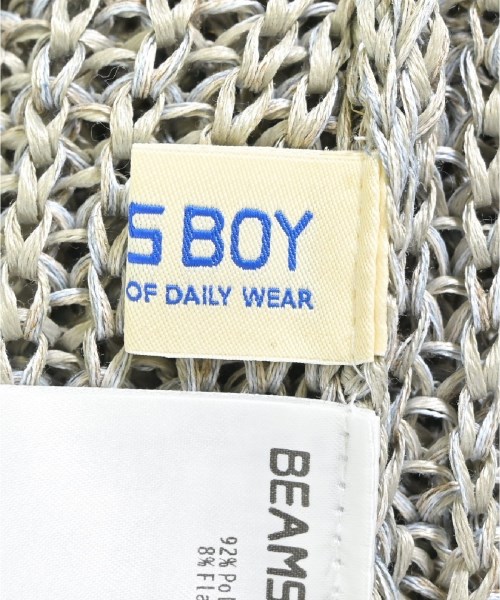 S BOY
OF DAILY WEAR
BEAMS
92% Pol
8% Fla